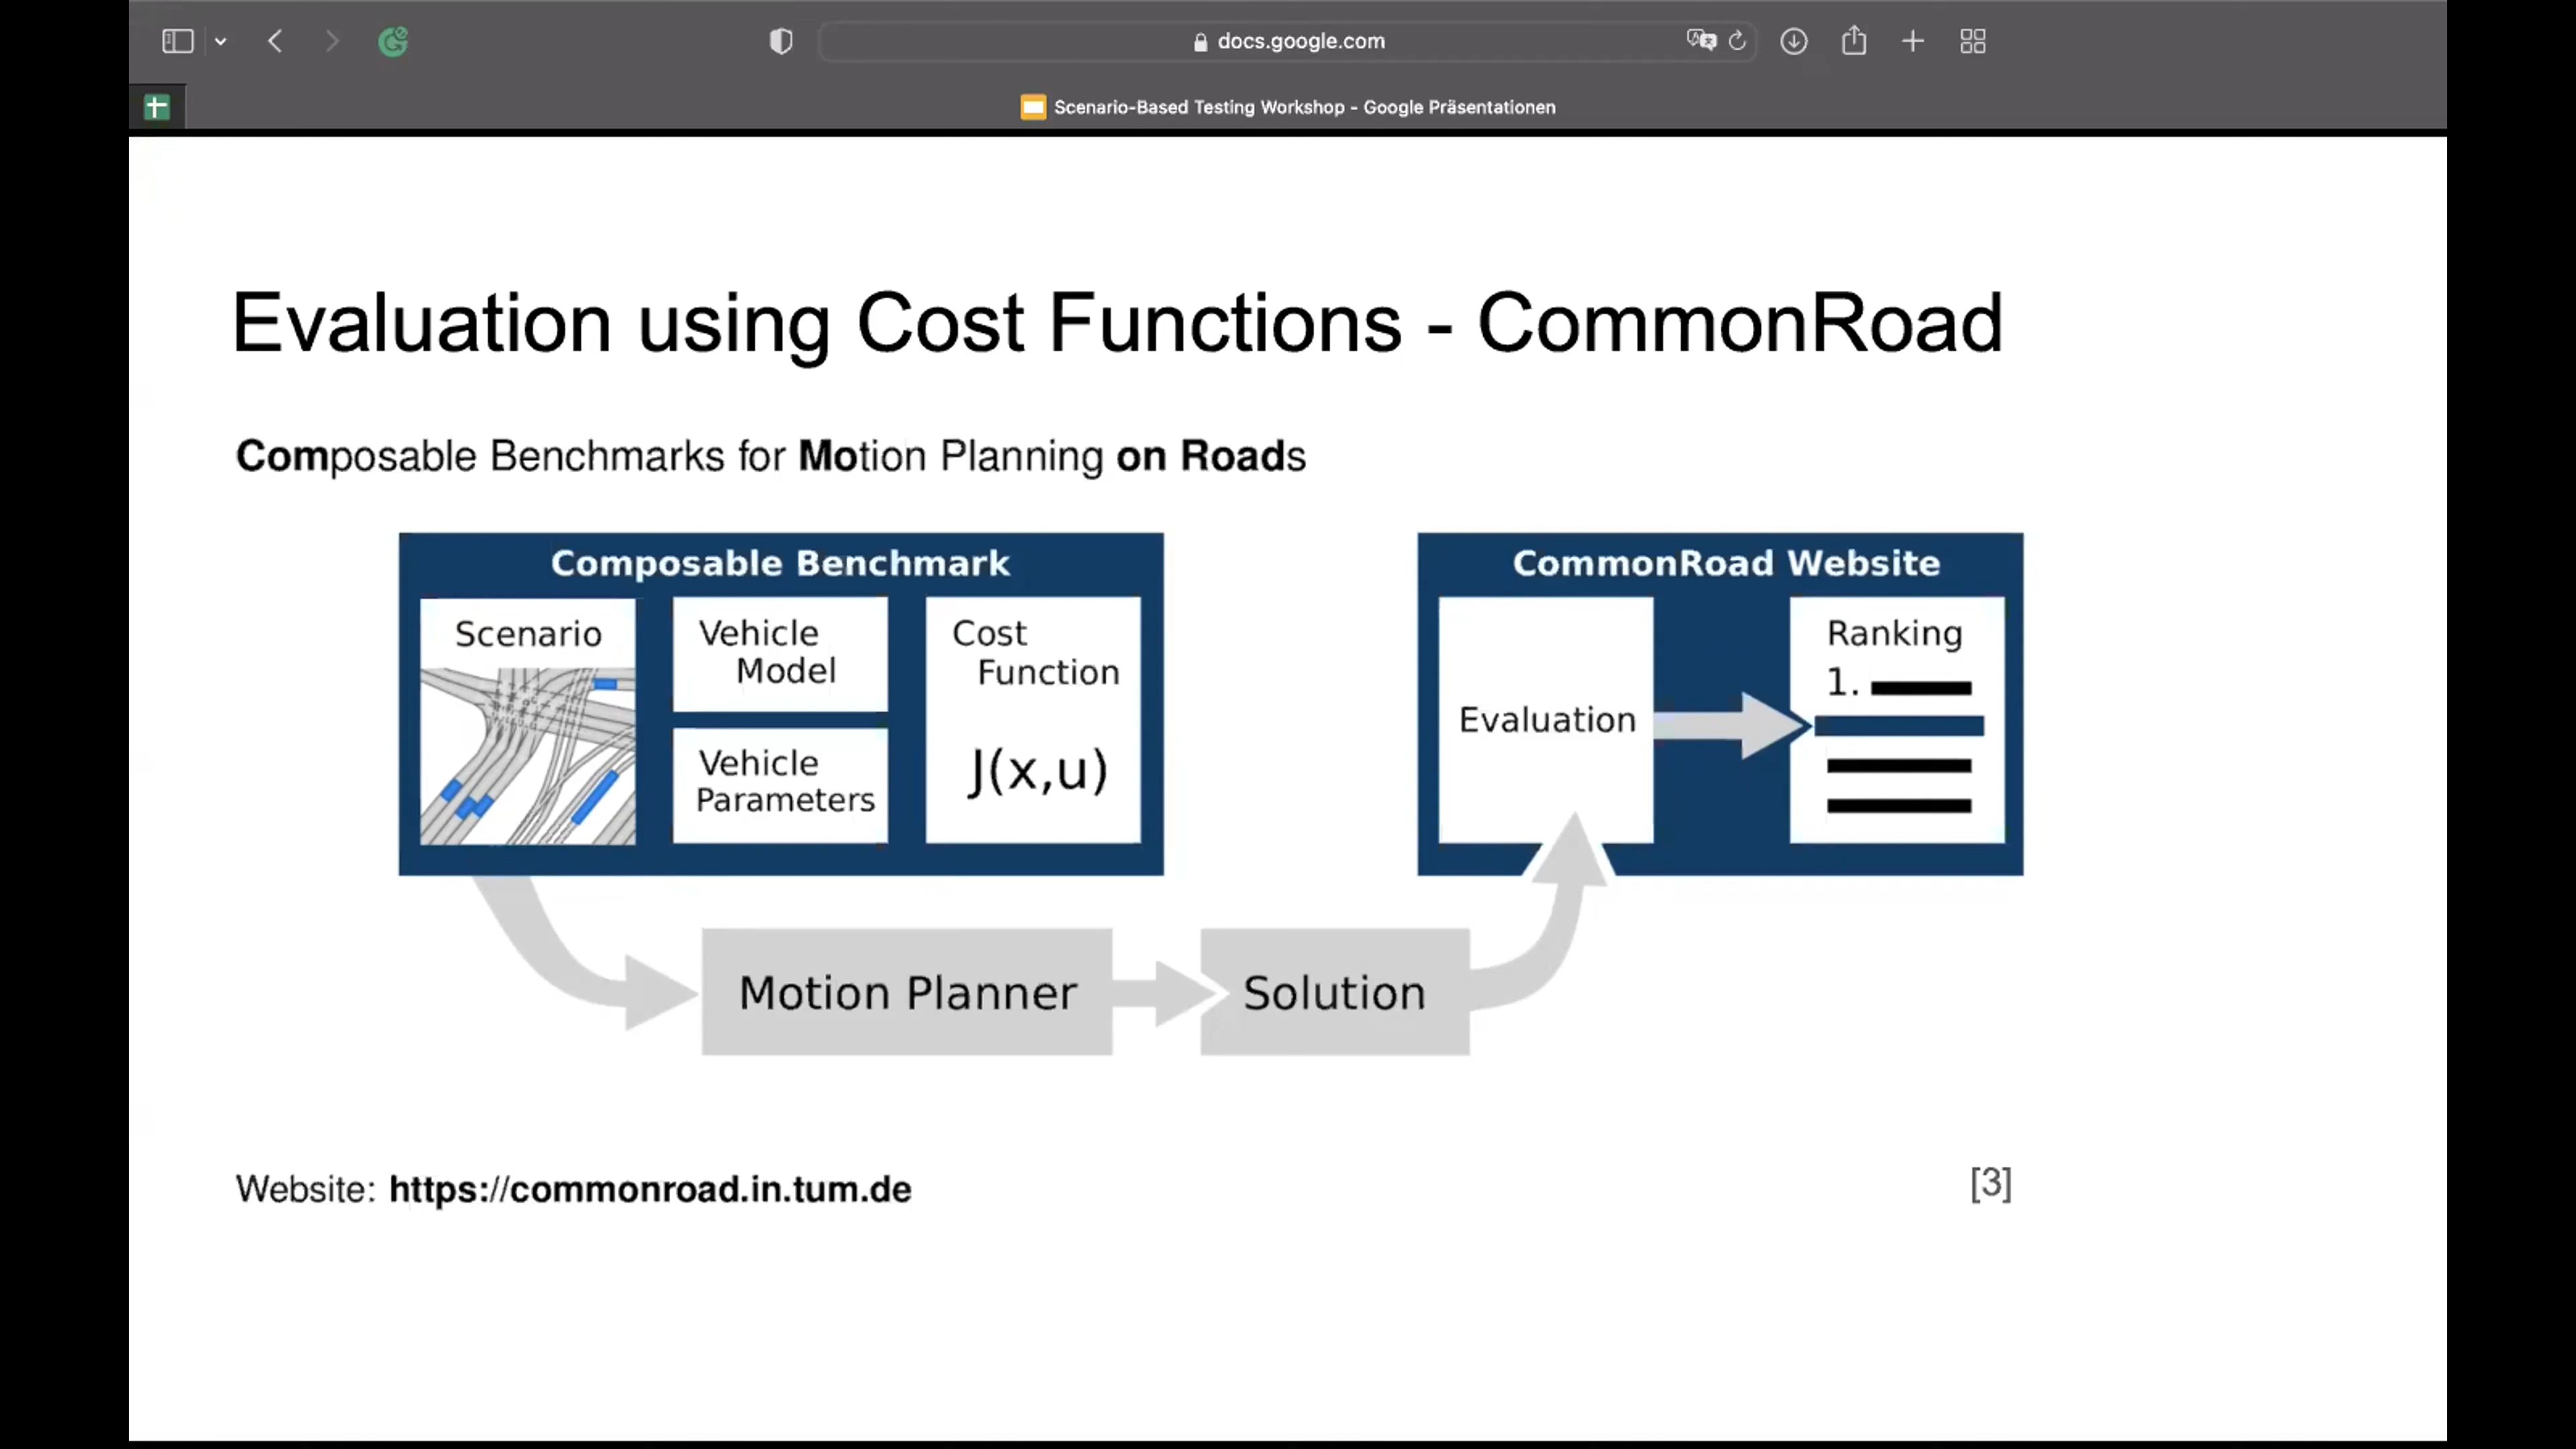 docs.google.com
Scenario-Based Testing Workshop - Google Präsentationen
Evaluation using Cost Functions - CommonRoad
Composable Benchmarks for Motion Planning on Roads
Composable Benchmark
Scenario
Vehicle
Model
Vehicle
Parameters
Cost
Function
J(x,u)
CommonRoad Website
Evaluation
Ranking
1.
Motion Planner
Solution
Website: https://commonroad.in.tum.de
[3]